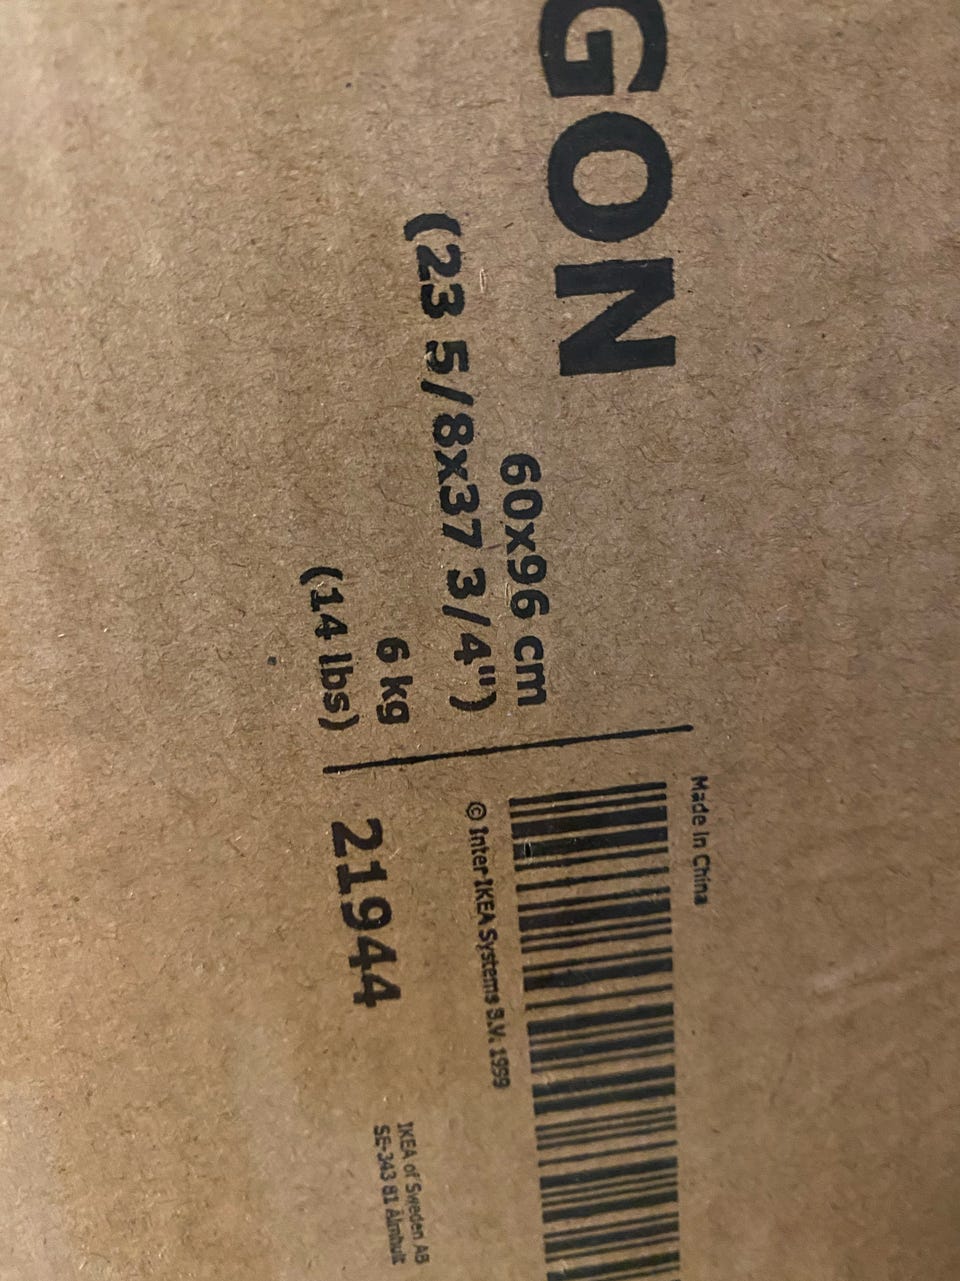 GON
60x96 cm
(23 5/8x37 3/4")
6 kg
(14 lbs)
Made in China
© Inter IKEA Systems B.V. 1999
21944
IKEA of Sweden AB
SE-343 81 Älmhult